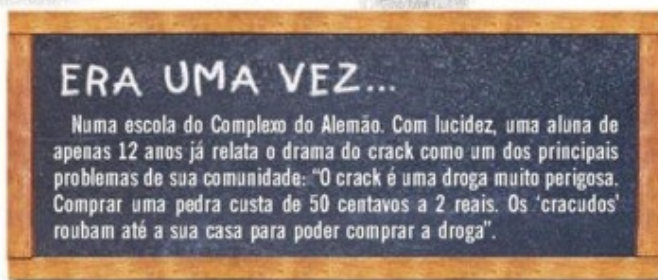 ERA UMA VEZ...
Numa escola do Complexo do Alemão. Com lucidez, uma aluna de
apenas 12 anos já relata o drama do crack como um dos principais
problemas de sua comunidade: "O crack é uma droga muito perigosa.
Comprar uma pedra custa de 50 centavos a 2 reais. Os 'cracudos'
roubam até a sua casa para poder comprar a droga".